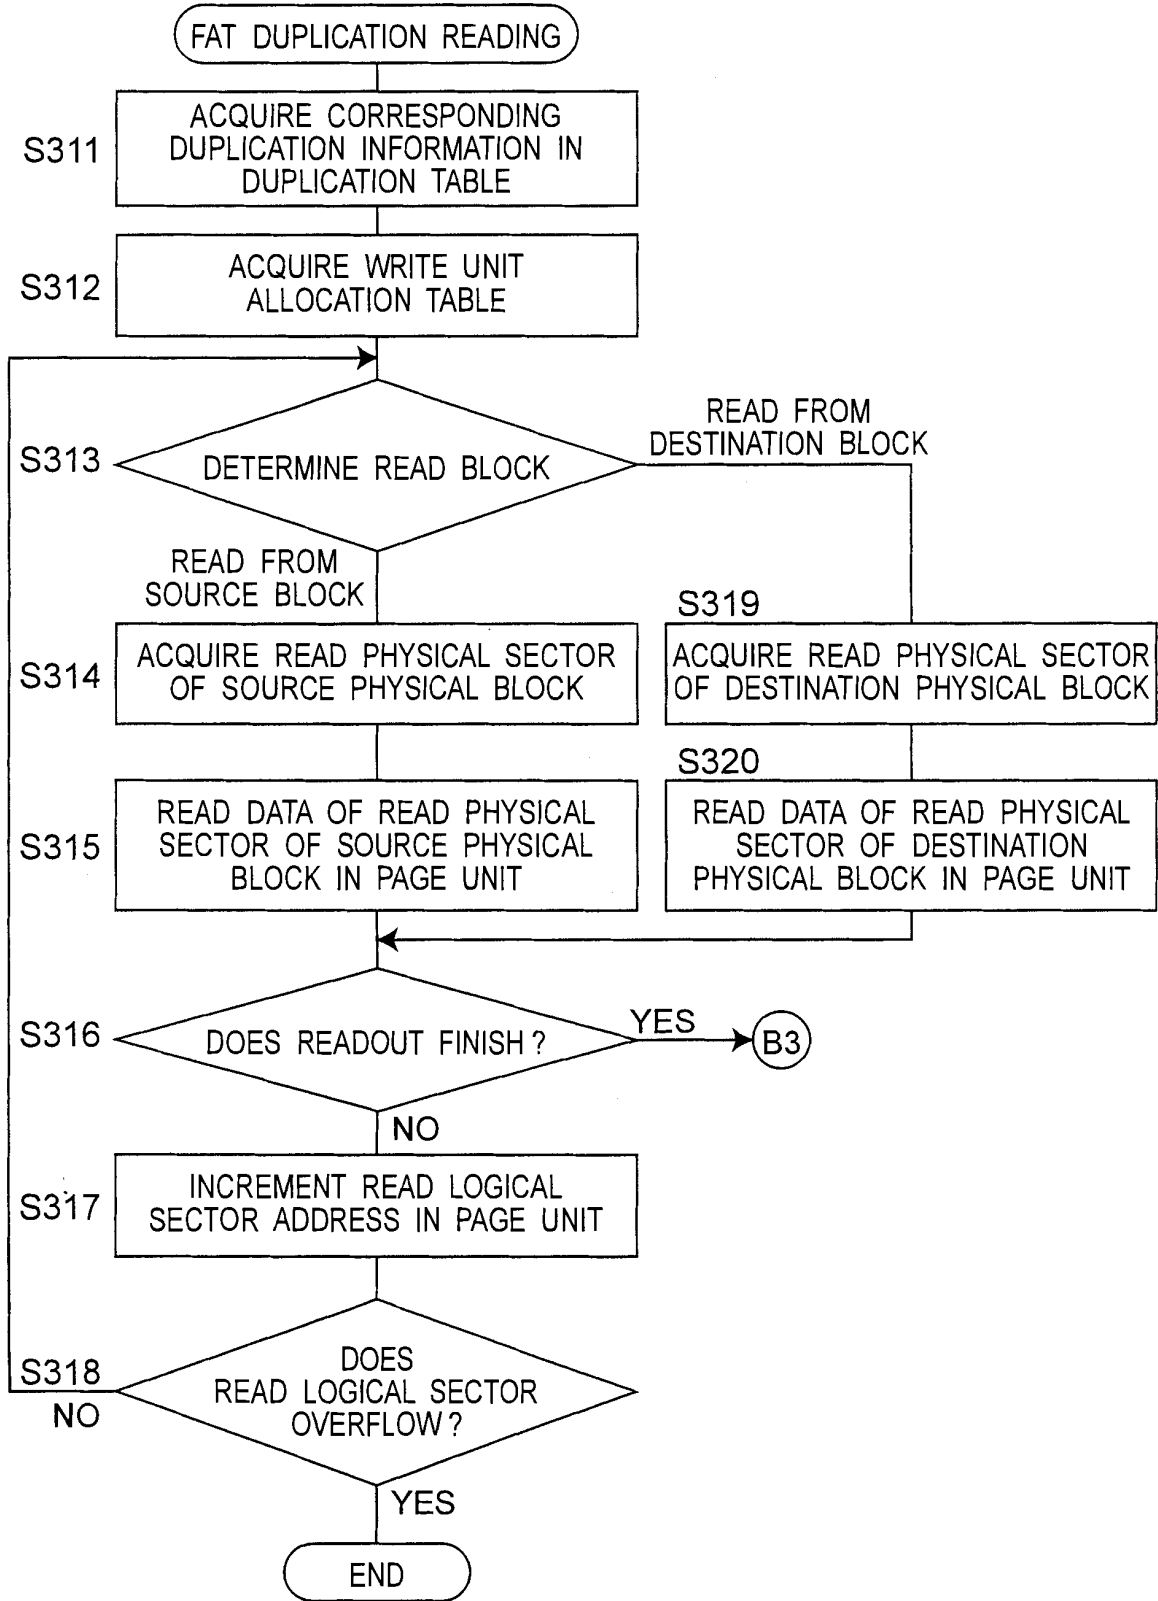 FAT DUPLICATION READING
S311
ACQUIRE CORRESPONDING
DUPLICATION INFORMATION IN
DUPLICATION TABLE
S312
ACQUIRE WRITE UNIT
ALLOCATION TABLE
S313
DETERMINE READ BLOCK
READ FROM
DESTINATION BLOCK
READ FROM
SOURCE BLOCK
S314
ACQUIRE READ PHYSICAL SECTOR
OF SOURCE PHYSICAL BLOCK
S319
ACQUIRE READ PHYSICAL SECTOR
OF DESTINATION PHYSICAL BLOCK
S315
READ DATA OF READ PHYSICAL
SECTOR OF SOURCE PHYSICAL
BLOCK IN PAGE UNIT
S320
READ DATA OF READ PHYSICAL
SECTOR OF DESTINATION
PHYSICAL BLOCK IN PAGE UNIT
S316
DOES READOUT FINISH ?
YES
B3
NO
S317
INCREMENT READ LOGICAL
SECTOR ADDRESS IN PAGE UNIT
S318
DOES
READ LOGICAL SECTOR
OVERFLOW ?
NO
YES
END